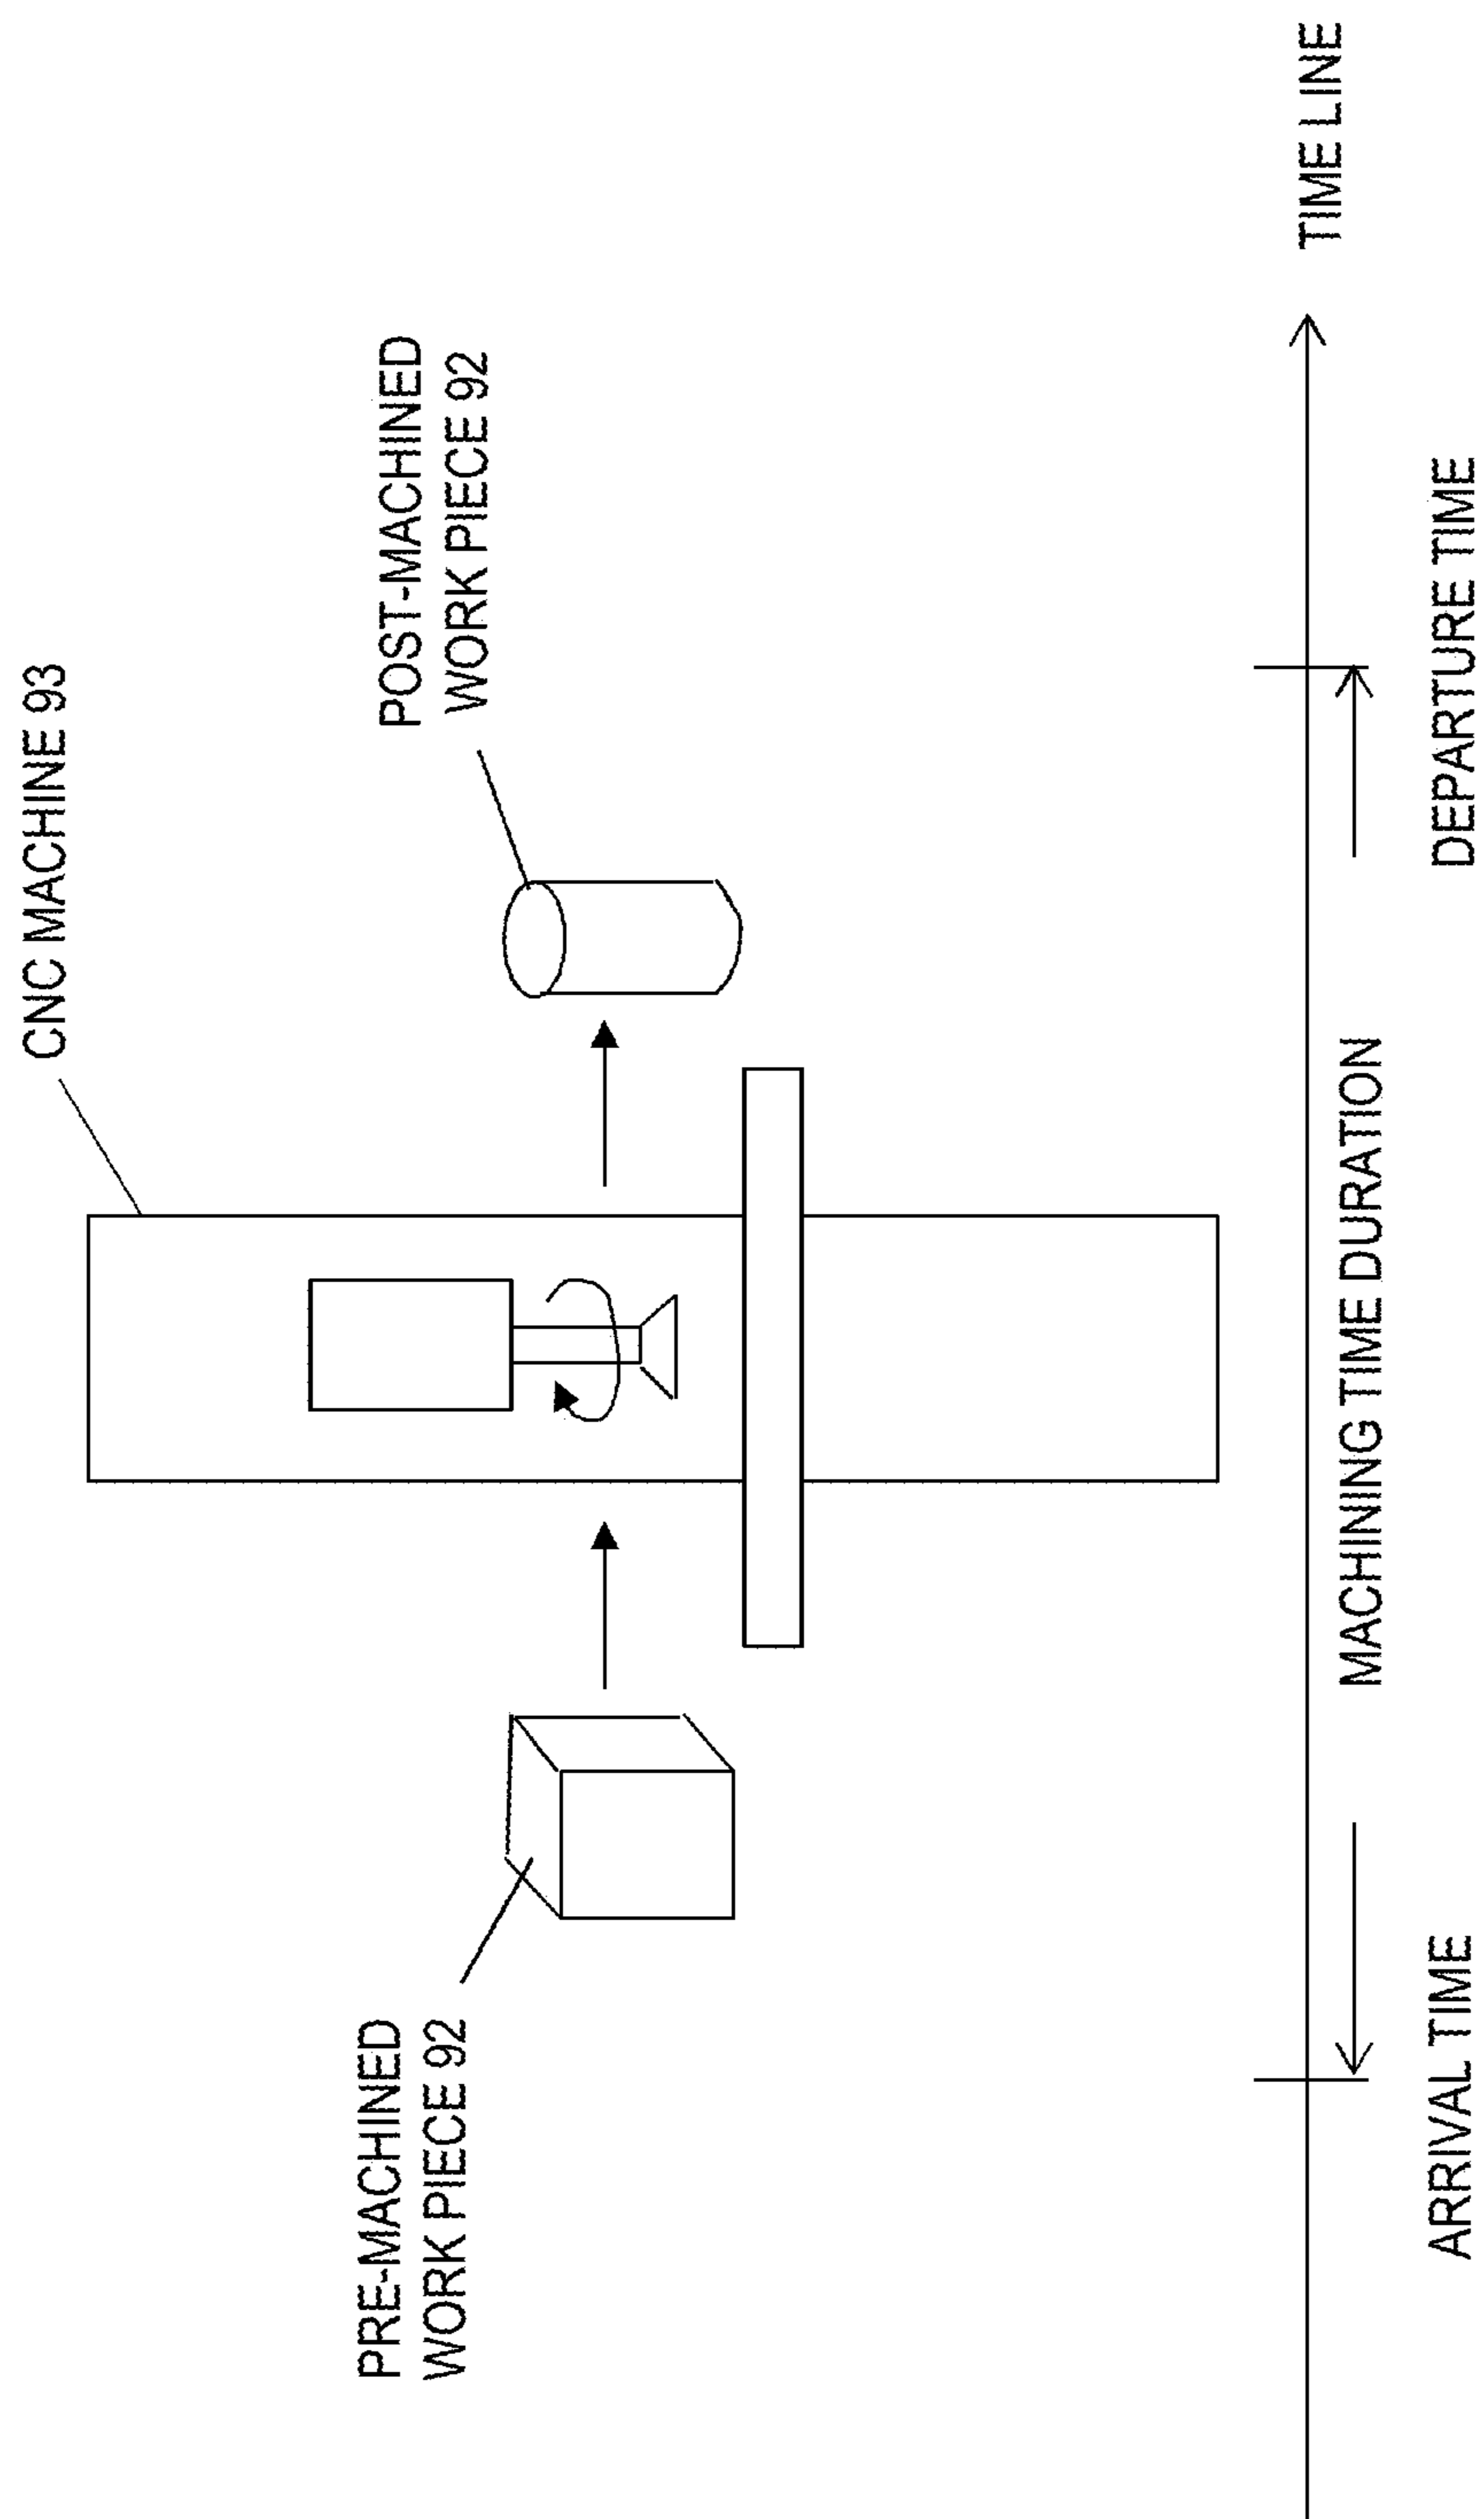 CNC MACHINE 93
PRE-MACHINED
WORK PIECE 92
POST-MACHINED
WORK PIECE 92
TIME LINE
MACHINING TIME DURATION
ARRIVAL TIME
DEPARTURE TIME